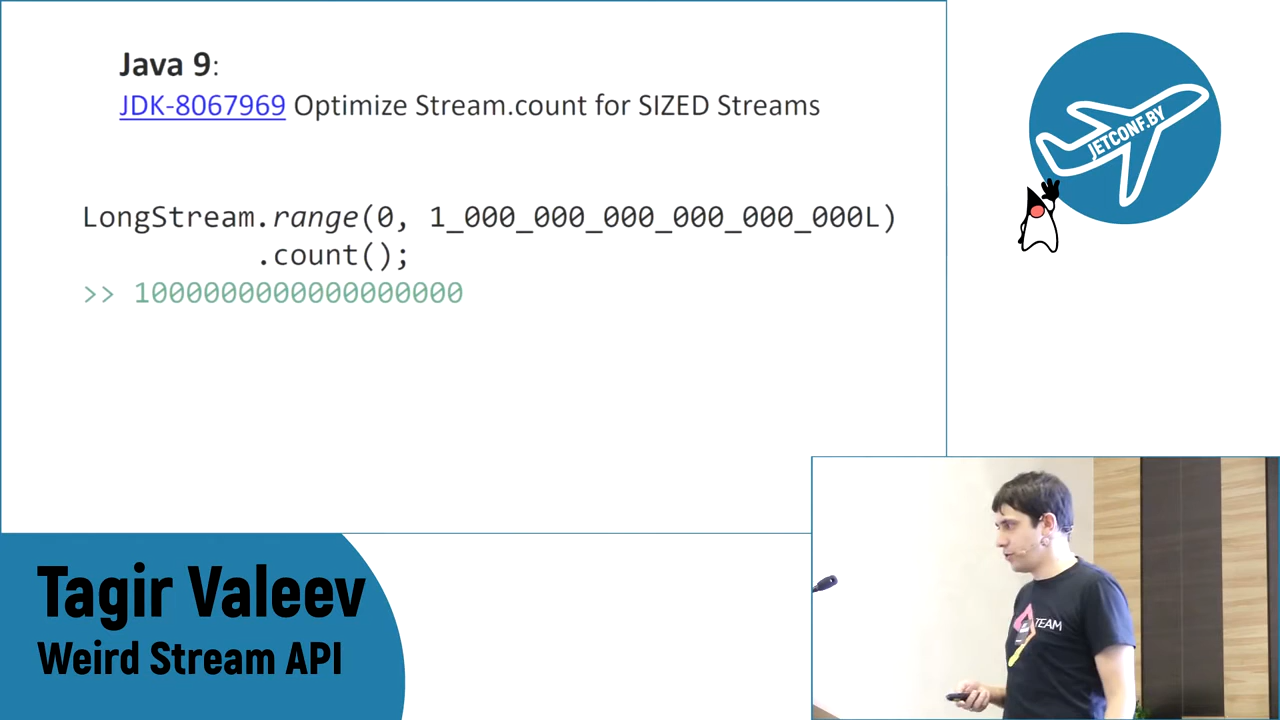 Java 9:
JDK-8067969 Optimize Stream.count for SIZED Streams
LongStream.range(0, 1_000_000_000_000_000_000L)
.count();
>> 1000000000000000000
JETCONF.BY
TEAM
Tagir Valeev
Weird Stream API